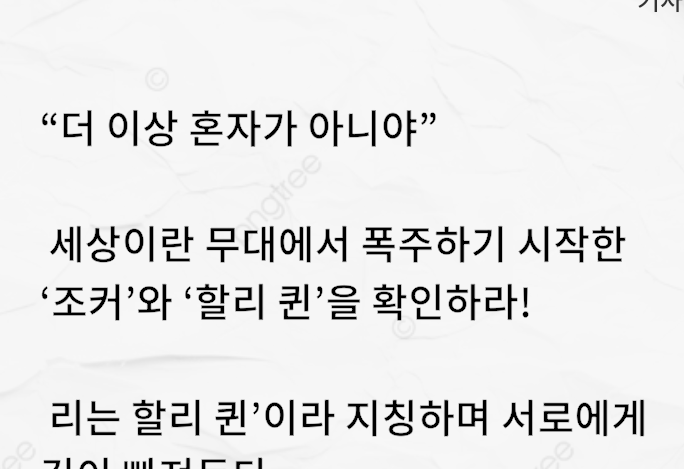 기사
“더 이상 혼자가 아니야”
세상이란 무대에서 폭주하기 시작한
‘조커’와 ‘할리 퀸’을 확인하라!
리는 할리 퀸’이라 지칭하며 서로에게